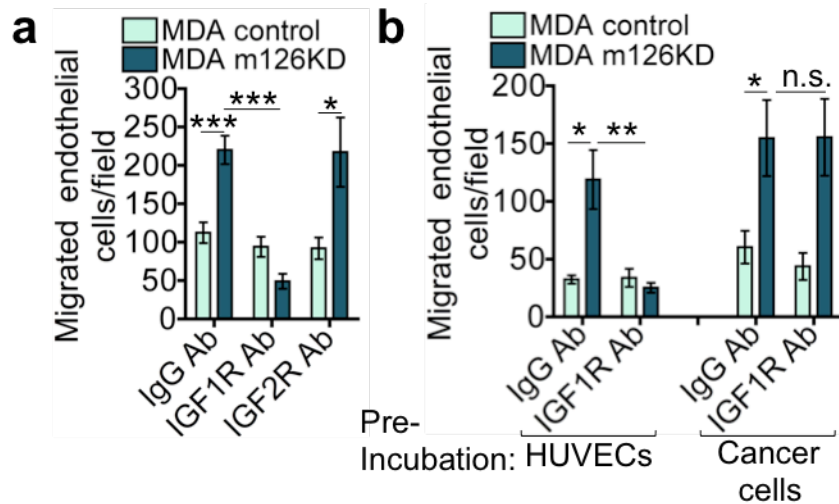 a
MDA control
MDA m126KD
Migrated endothelial
cells/field
300
250
200
150
100
50
0
***
***
*
IgG Ab
IGF1R Ab
IGF2R Ab
b
MDA control
MDA m126KD
Migrated endothelial
cells/field
200
150
100
50
0
*
**
*
n.s.
IgG Ab
IGF1R Ab
IgG Ab
IGF1R Ab
Pre-
Incubation:
HUVECs
Cancer
cells